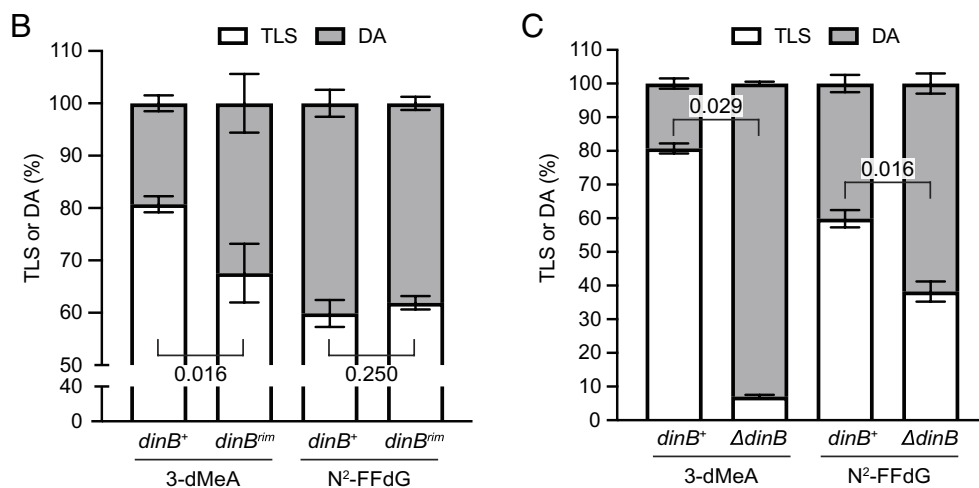 B
TLS DA
TLS or DA (%)
110
100
90
80
70
60
50
40
0
0.016
0.250
dinB⁺ dinBʳⁱᵐ dinB⁺ dinBʳⁱᵐ
3-dMeA N²-FFdG
C
TLS DA
TLS or DA (%)
110
100
90
80
70
60
50
40
30
20
10
0
0.029
0.016
dinB⁺ ΔdinB dinB⁺ ΔdinB
3-dMeA N²-FFdG